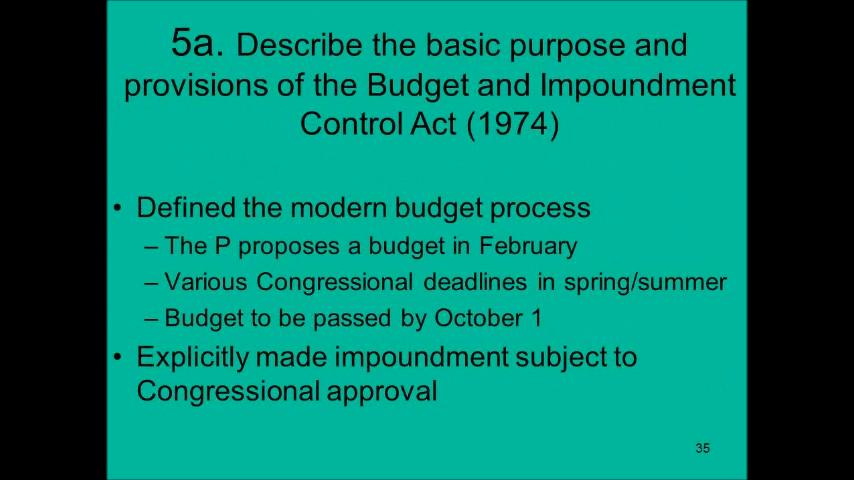 5a. Describe the basic purpose and
provisions of the Budget and Impoundment
Control Act (1974)
• Defined the modern budget process
– The P proposes a budget in February
– Various Congressional deadlines in spring/summer
– Budget to be passed by October 1
• Explicitly made impoundment subject to
Congressional approval
35